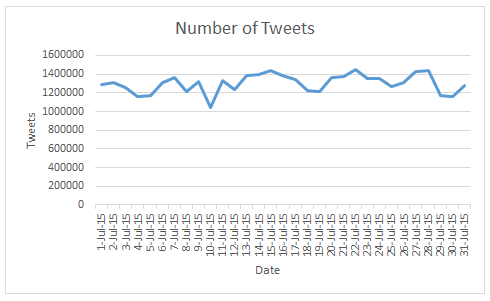 Number of Tweets
1600000
1400000
1200000
1000000
800000
600000
400000
200000
0
Tweets
1-Jul-15
2-Jul-15
3-Jul-15
4-Jul-15
5-Jul-15
6-Jul-15
7-Jul-15
8-Jul-15
9-Jul-15
10-Jul-15
11-Jul-15
12-Jul-15
13-Jul-15
14-Jul-15
15-Jul-15
16-Jul-15
17-Jul-15
18-Jul-15
19-Jul-15
20-Jul-15
21-Jul-15
22-Jul-15
23-Jul-15
24-Jul-15
25-Jul-15
26-Jul-15
27-Jul-15
28-Jul-15
29-Jul-15
30-Jul-15
31-Jul-15
Date